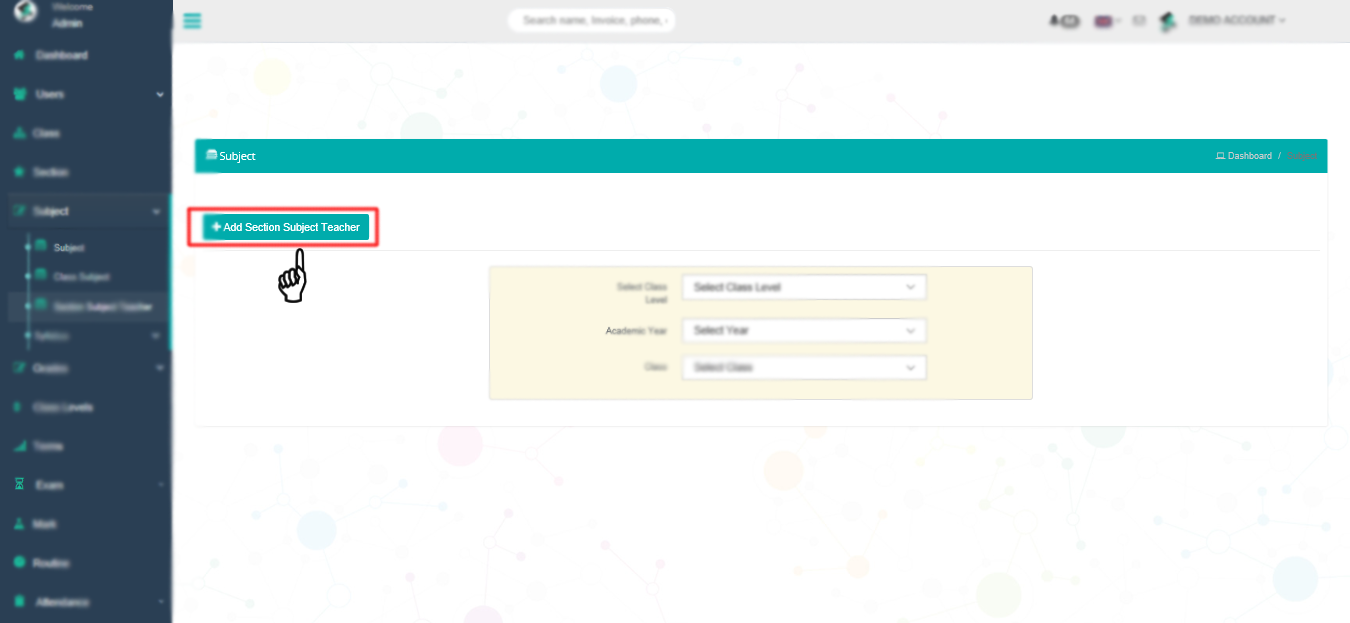 Welcome
Admin
Search name, Invoice, phone,
DEMO ACCOUNT
Dashboard
Users
Class
Section
Subject
Subject
Class Subject
Section Subject Teacher
Syllabus
Grades
Class Levels
Terms
Exam
Mark
Routine
Attendance
Subject
Dashboard / Subject
Add Section Subject Teacher
Select Class
Level
Select Class Level
Academic Year
Select Year
Class
Select Class